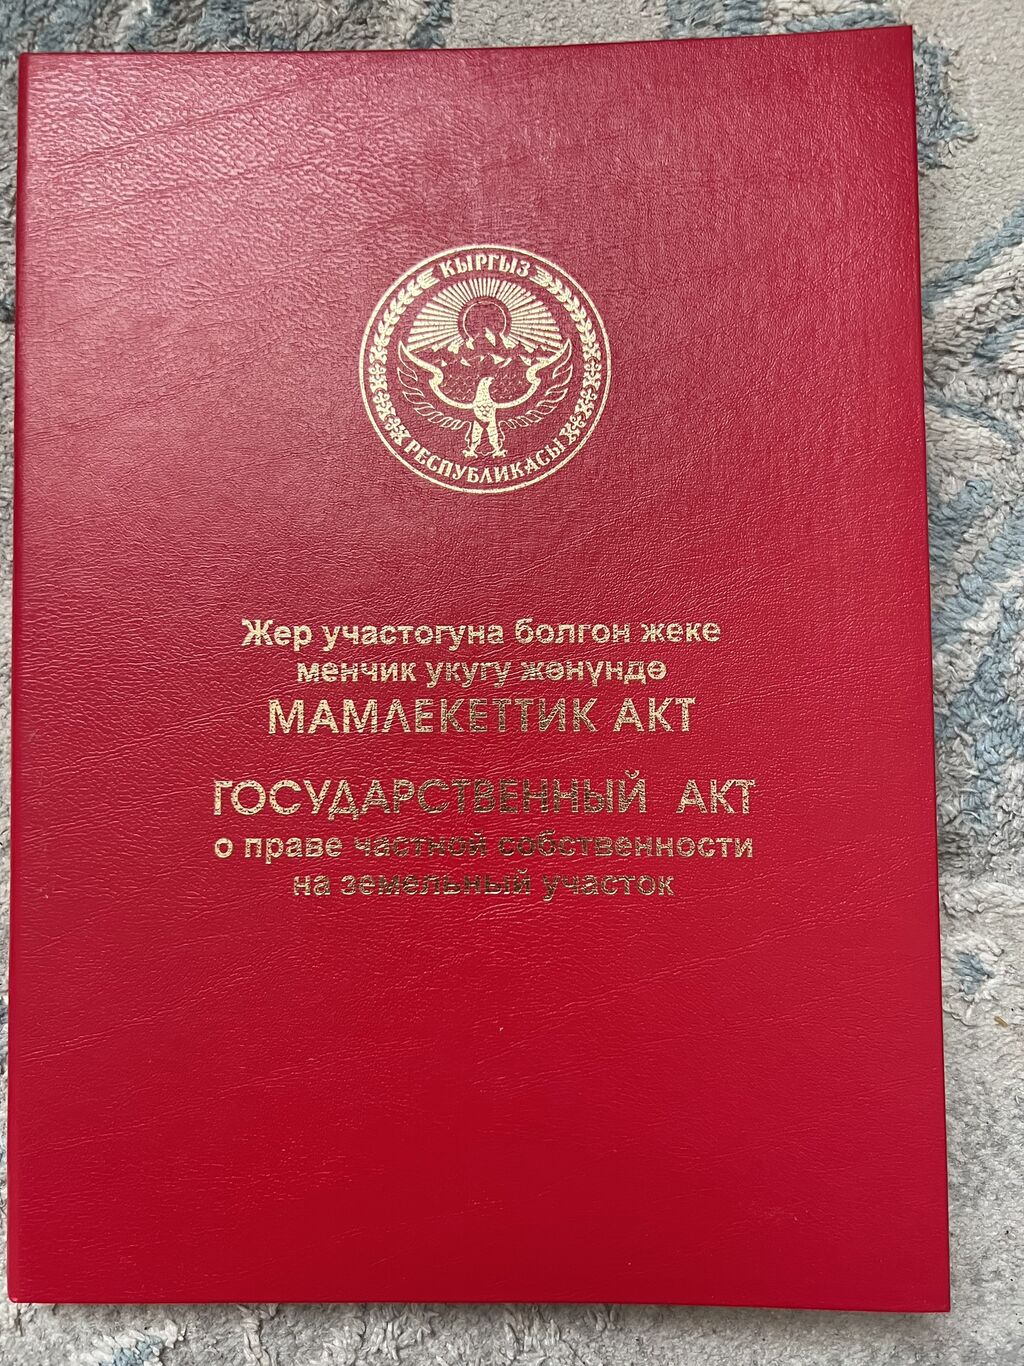 КЫРГЫЗ
РЕСПУБЛИКАСЫ
Жер участогуна болгон жеке
менчик укугу жөнүндө
МАМЛЕКЕТТИК АКТ
ГОСУДАРСТВЕННЫЙ АКТ
о праве частной собственности
на земельный участок